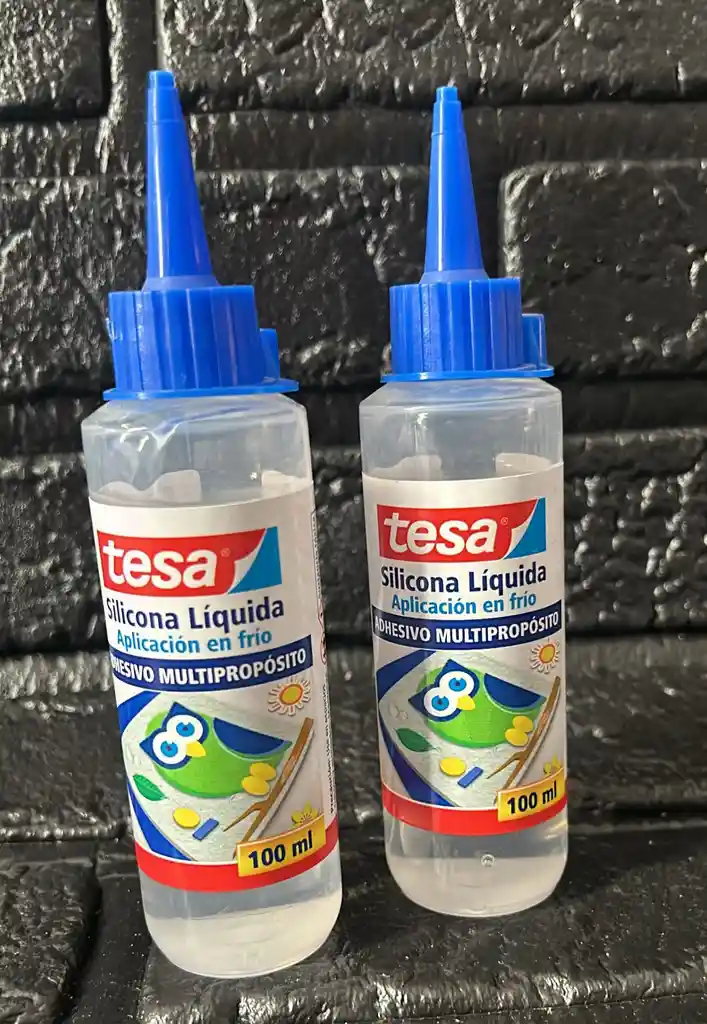 tesa®
Silicona Líquida
Aplicación en frío
ADHESIVO MULTIPROPÓSITO
100 ml
tesa®
Silicona Líquida
Aplicación en frío
ADHESIVO MULTIPROPÓSITO
100 ml